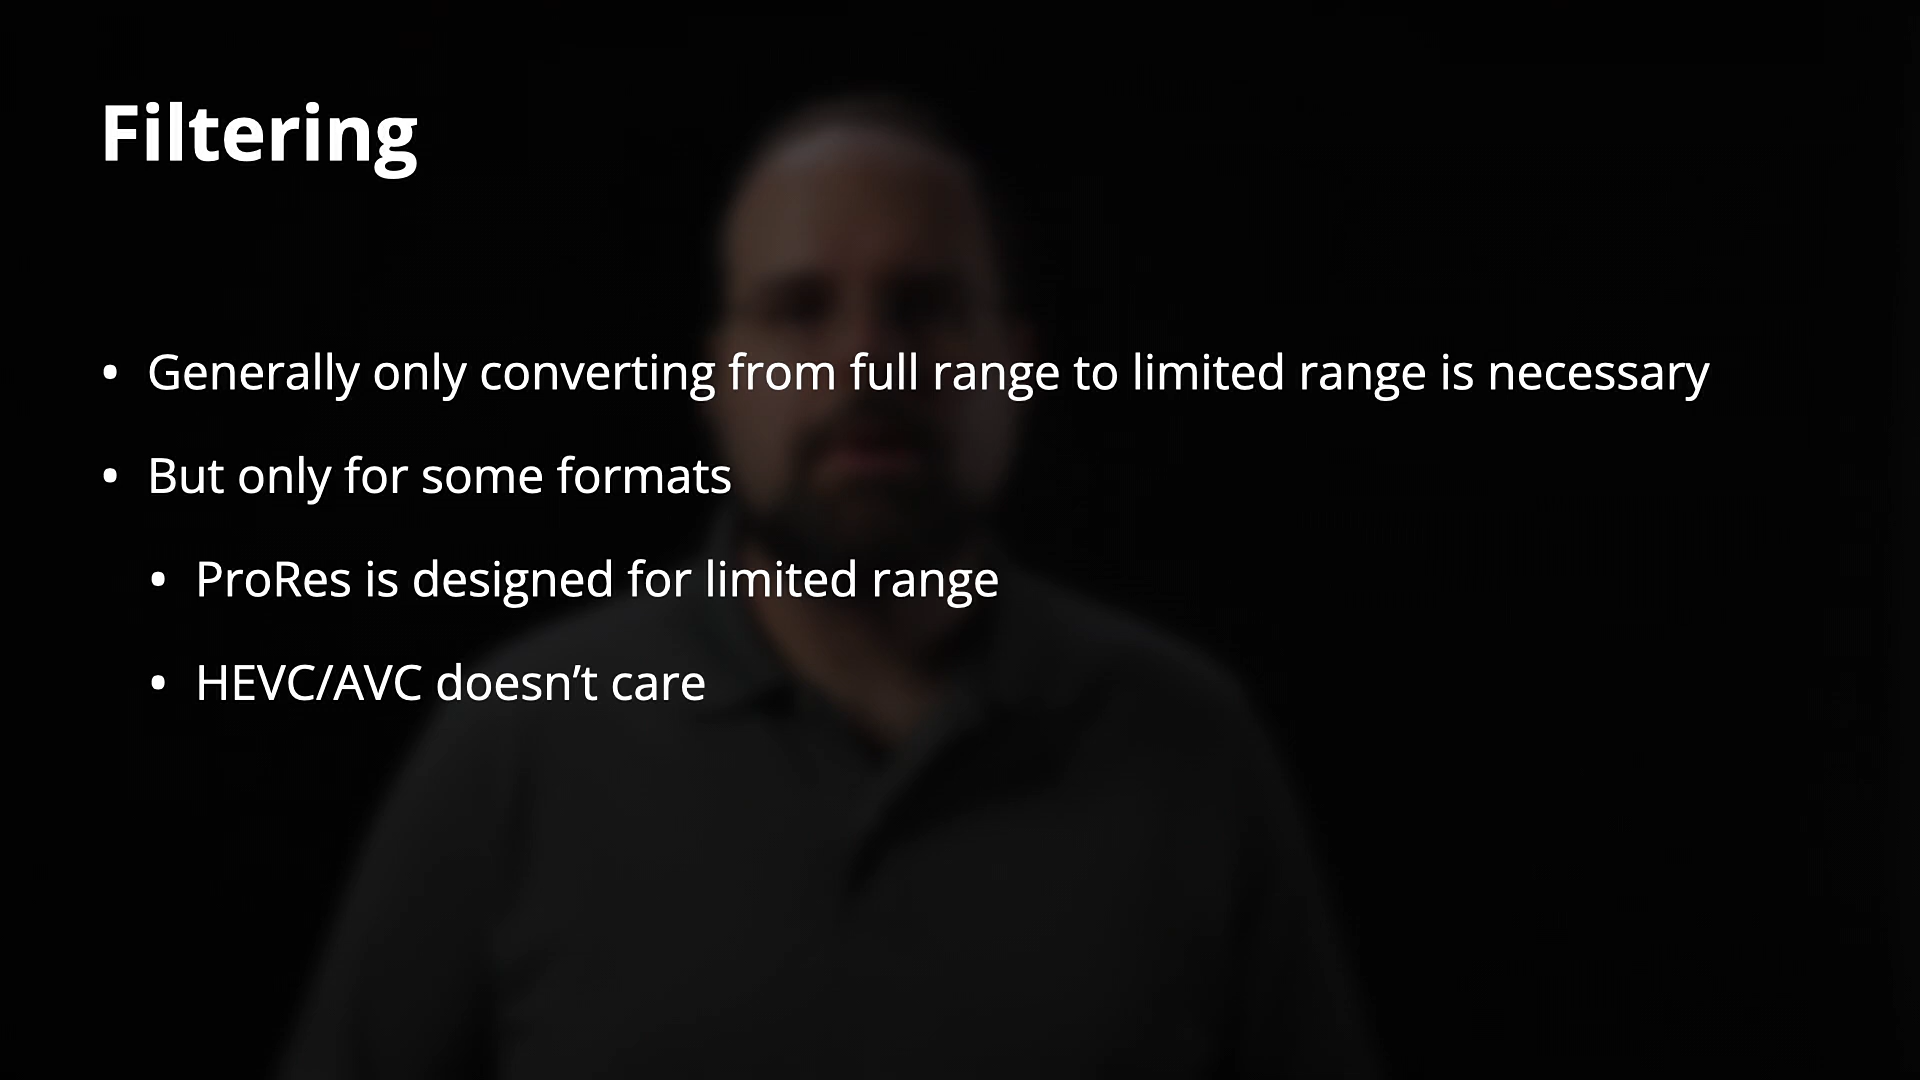 Filtering
• Generally only converting from full range to limited range is necessary
• But only for some formats
• ProRes is designed for limited range
• HEVC/AVC doesn’t care